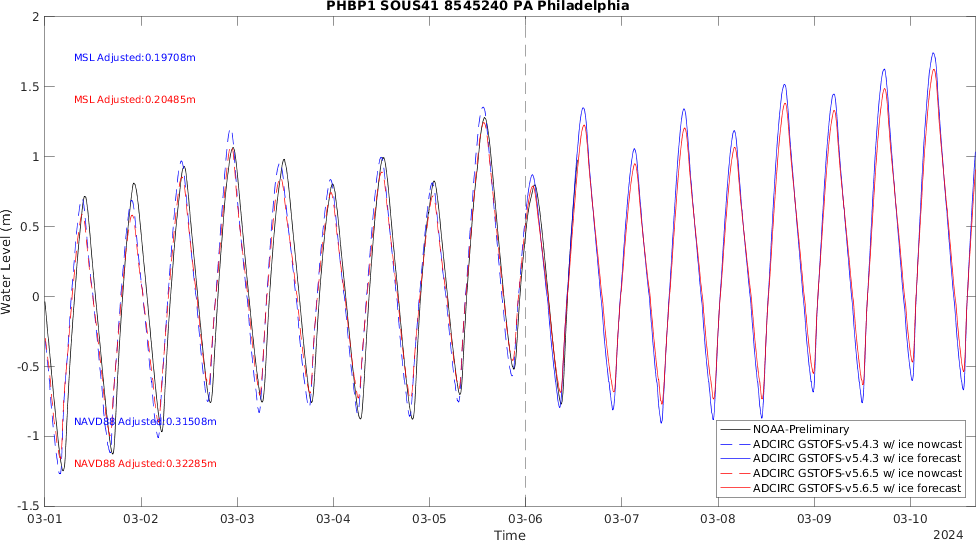 PHBP1 SOUS41 8545240 PA Philadelphia
2
1.5
1
0.5
0
-0.5
-1
-1.5
Water Level (m)
MSL Adjusted:0.19708m
MSL Adjusted:0.20485m
NAVD88 Adjusted:0.31508m
NAVD88 Adjusted:0.32285m
NOAA-Preliminary
ADCIRC GSTOFS-v5.4.3 w/ ice nowcast
ADCIRC GSTOFS-v5.4.3 w/ ice forecast
ADCIRC GSTOFS-v5.6.5 w/ ice nowcast
ADCIRC GSTOFS-v5.6.5 w/ ice forecast
03-01 03-02 03-03 03-04 03-05 03-06 03-07 03-08 03-09 03-10
Time
2024